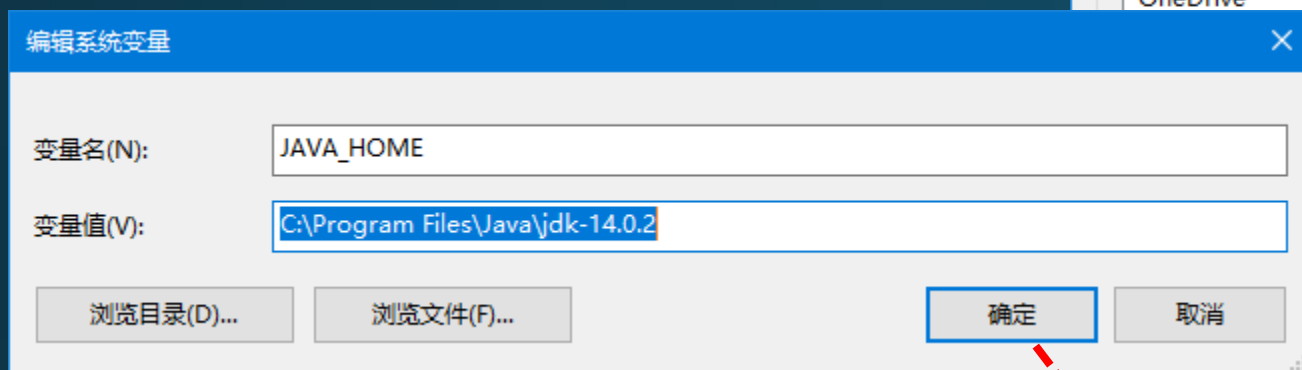 OneDrive
编辑系统变量
变量名(N): JAVA_HOME
变量值(V): C:\Program Files\Java\jdk-14.0.2
浏览目录(D)... 浏览文件(F)... 确定 取消